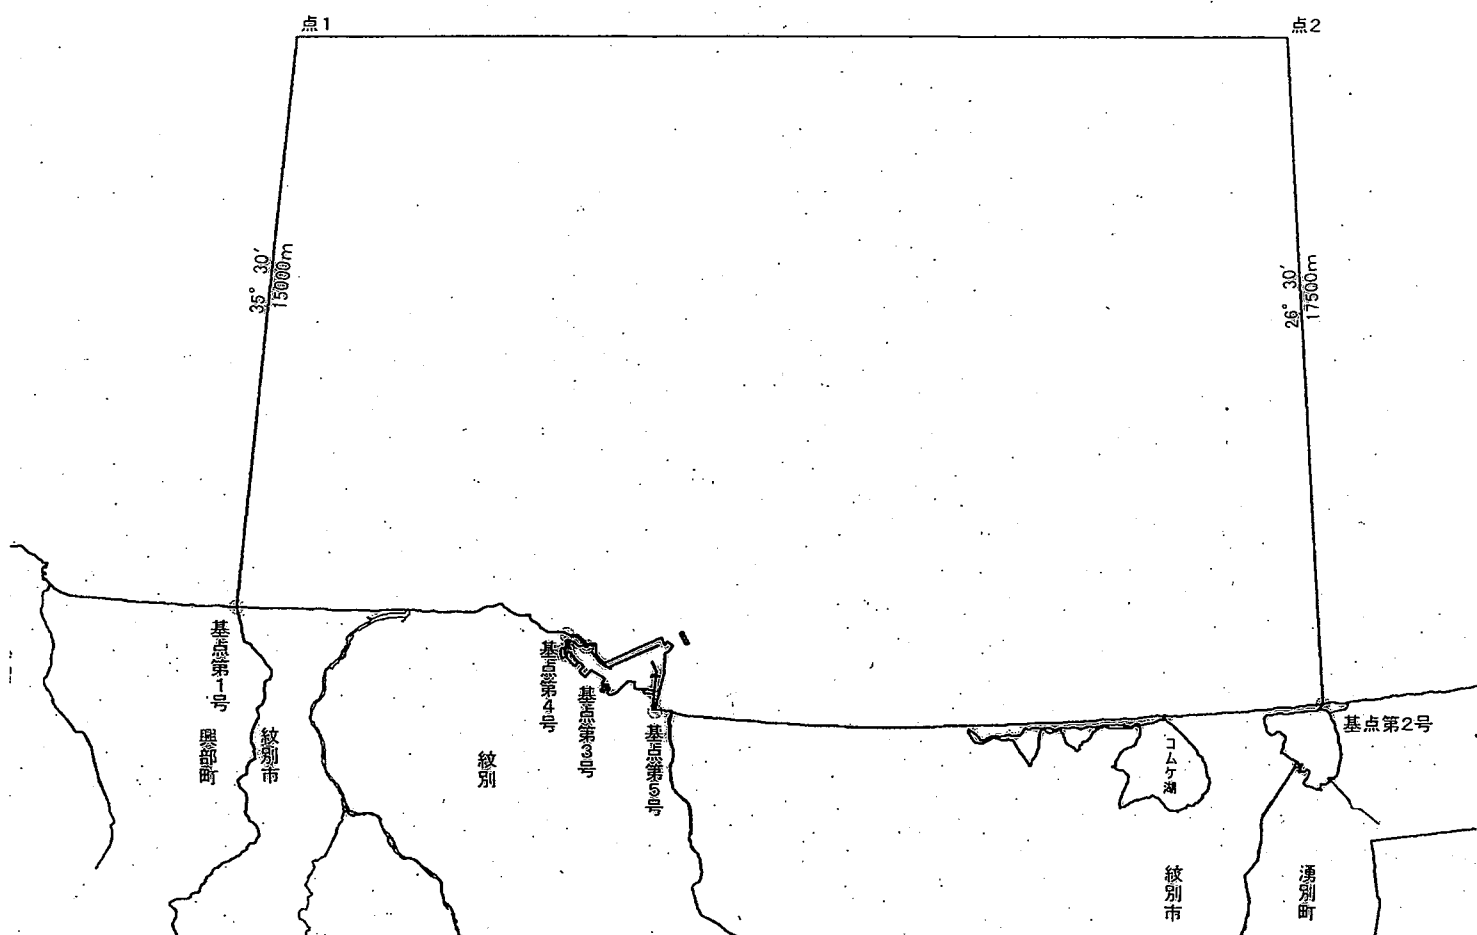 点1
点2
35° 30′
15000m
26° 30′
17500m
基点第1号
興部町
紋別市
紋別
基点第4号
基点第3号
基点第5号
コムケ湖
基点第2号
紋別市
湧別町